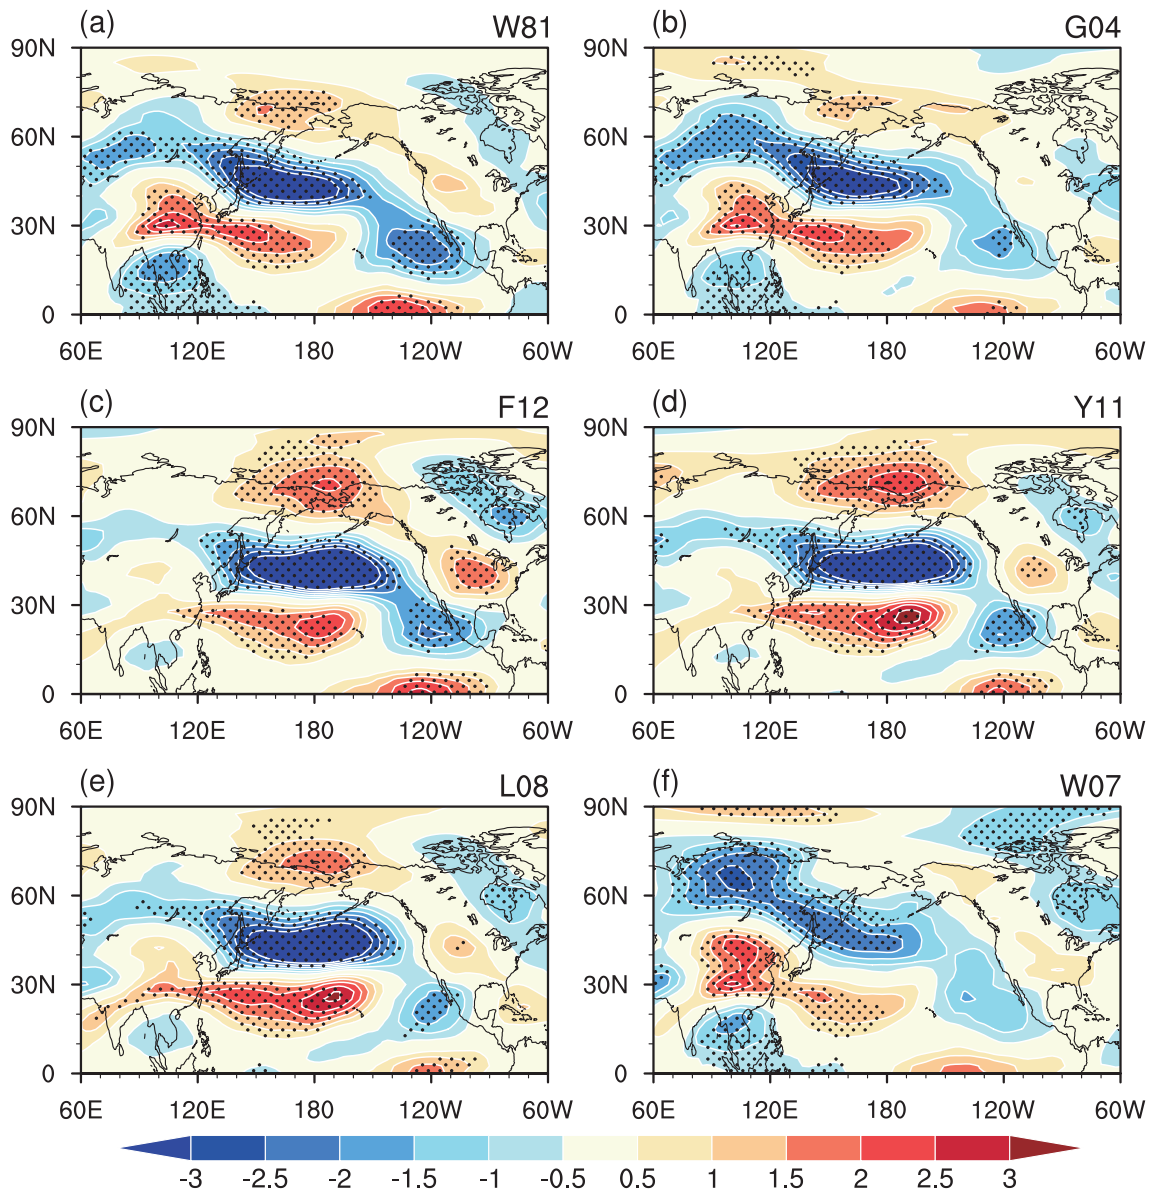 (a) W81 (b) G04
90N 90N
60N 60N
30N 30N
0 0
60E 120E 180 120W 60W 60E 120E 180 120W 60W
(c) F12 (d) Y11
90N 90N
60N 60N
30N 30N
0 0
60E 120E 180 120W 60W 60E 120E 180 120W 60W
(e) L08 (f) W07
90N 90N
60N 60N
30N 30N
0 0
60E 120E 180 120W 60W 60E 120E 180 120W 60W
-3 -2.5 -2 -1.5 -1 -0.5 0.5 1 1.5 2 2.5 3